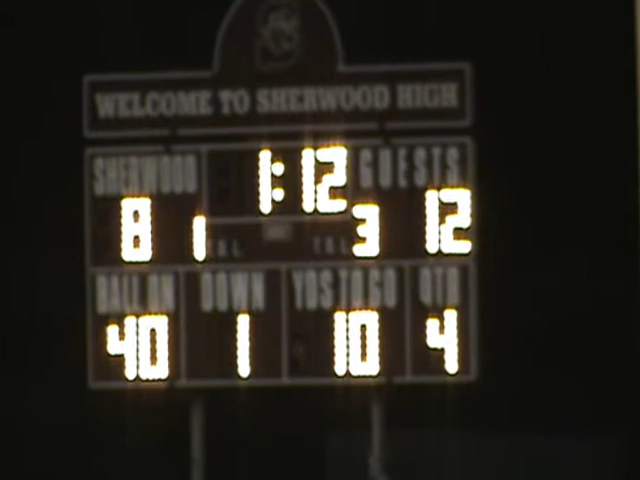 WELCOME TO SHERWOOD HIGH
SHERWOOD 1:12 GUESTS
8 1 T.O.L. T.O.L. 3 12
BALL ON DOWN YDS TO GO QTR
40 1 10 4